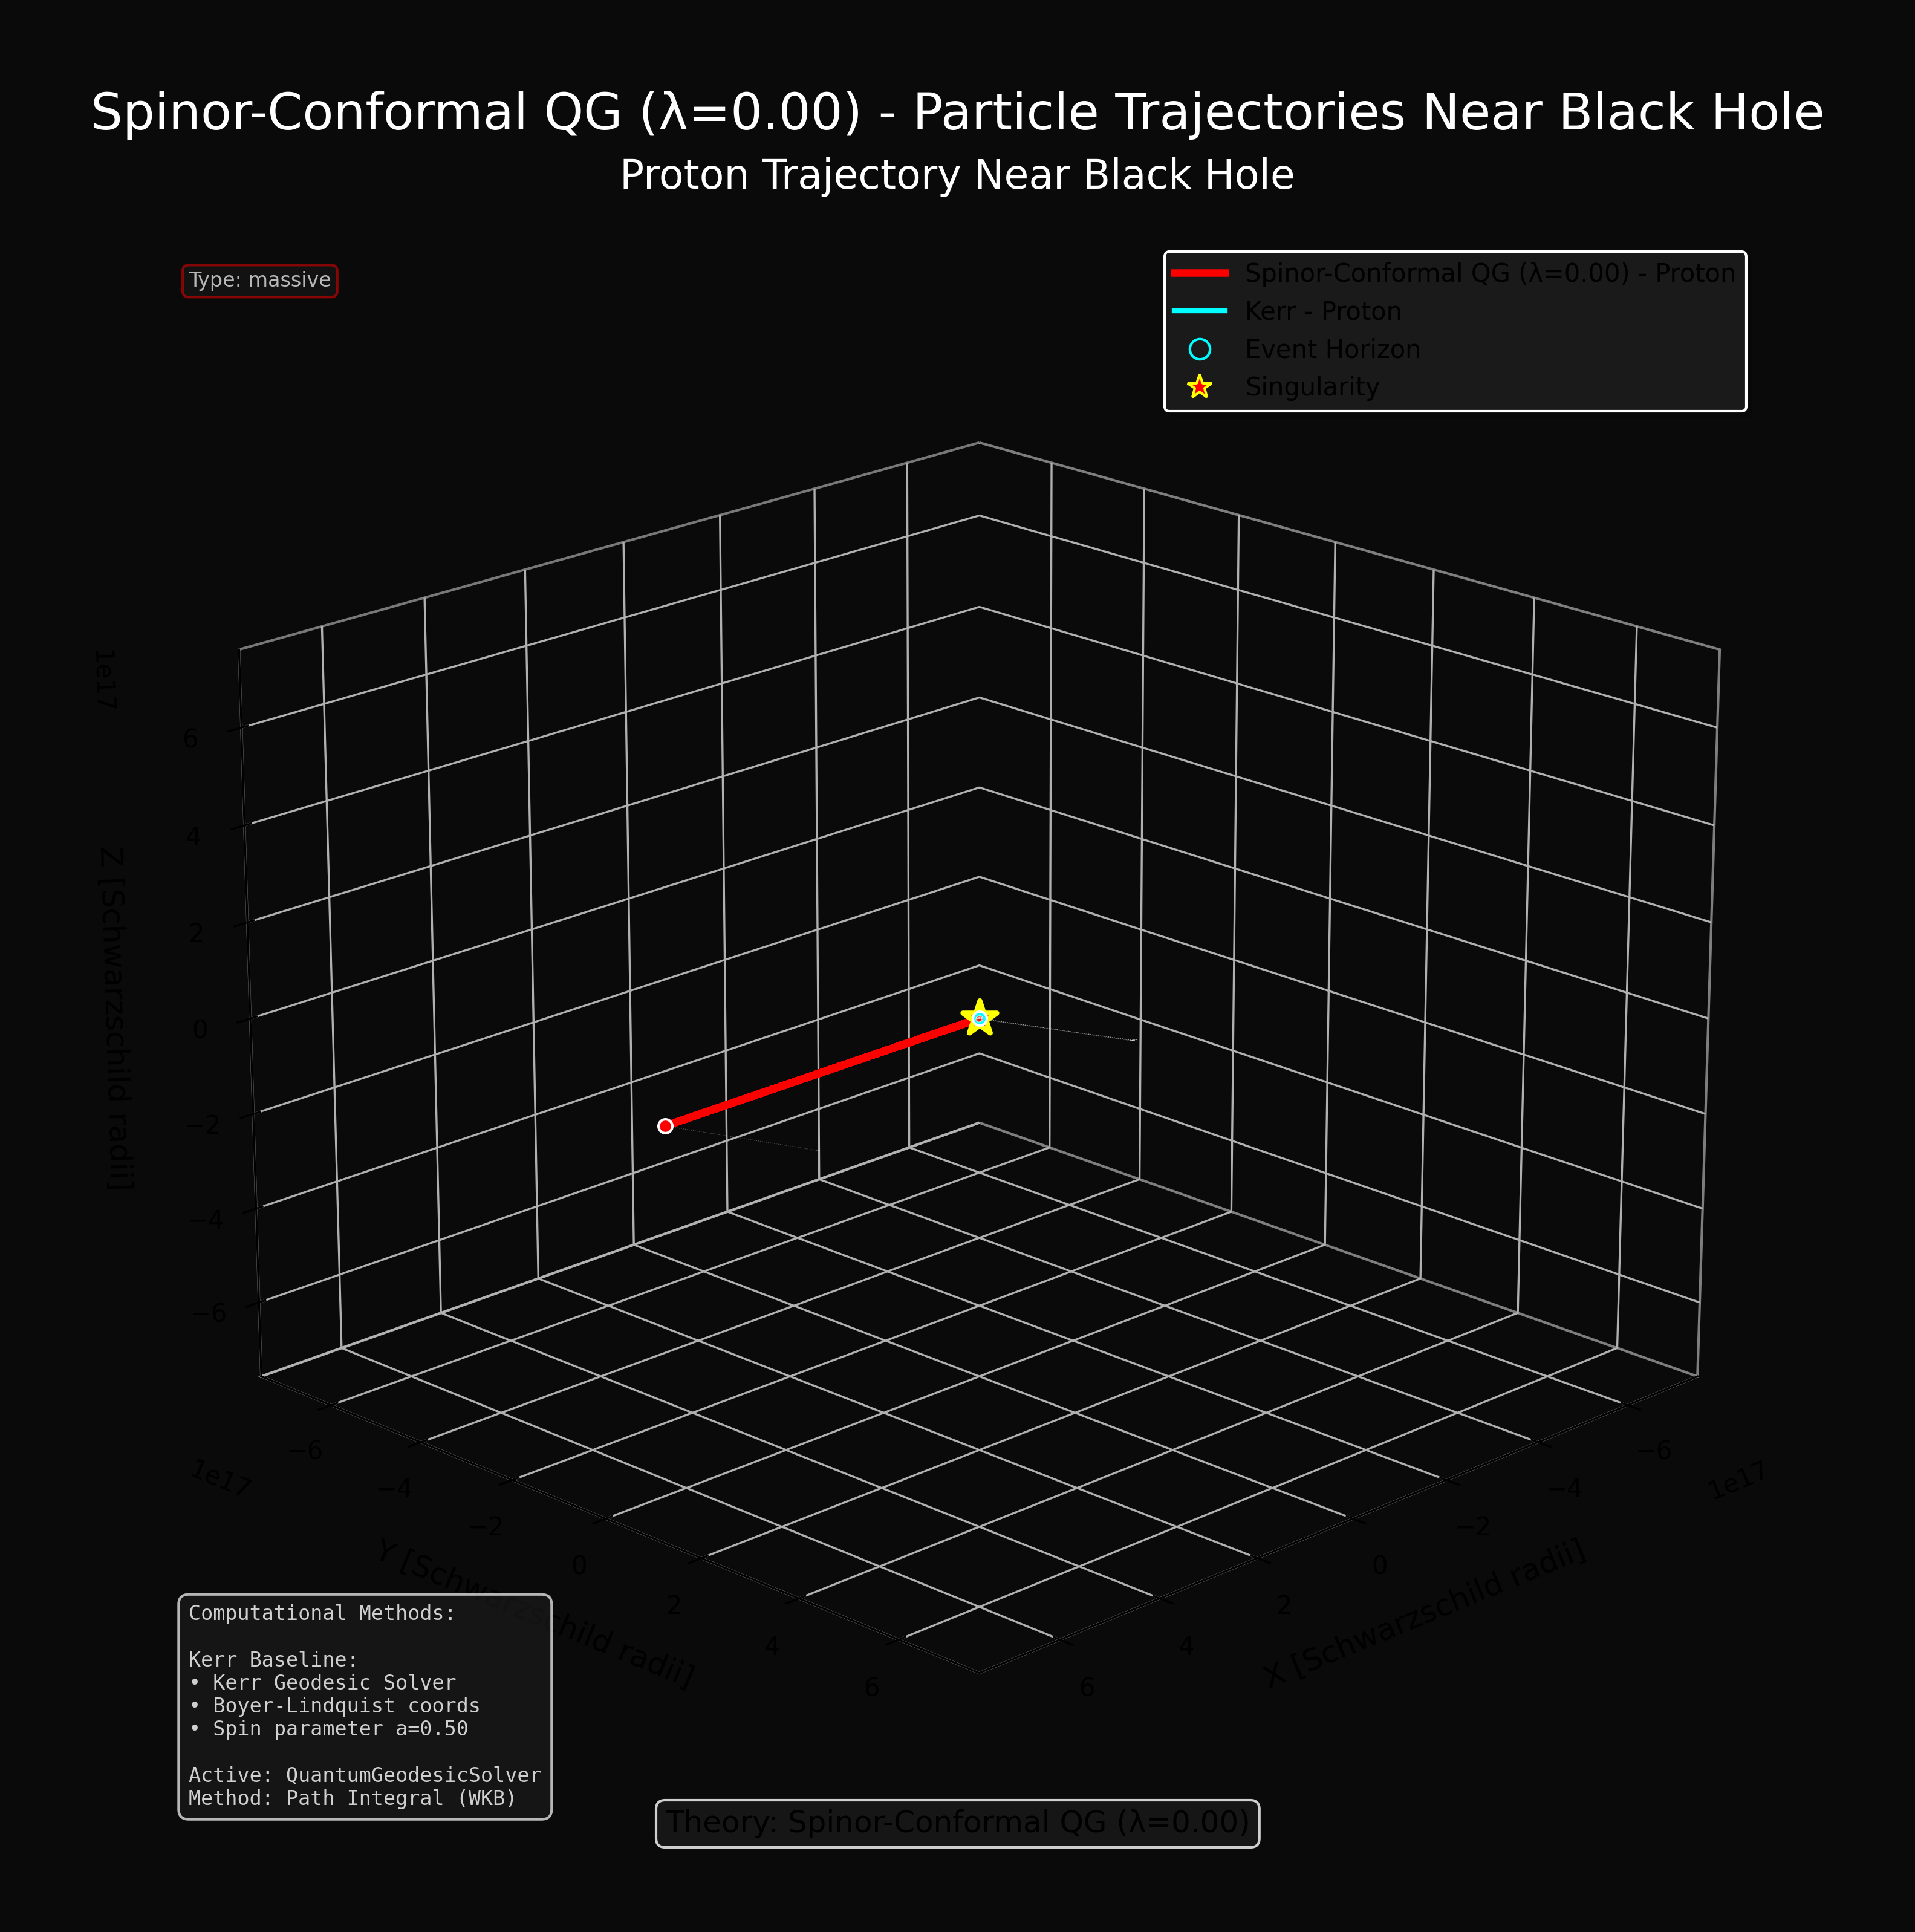 Spinor-Conformal QG (λ=0.00) - Particle Trajectories Near Black Hole
Proton Trajectory Near Black Hole
Type: massive
Spinor-Conformal QG (λ=0.00) - Proton
Kerr - Proton
Event Horizon
Singularity
1e17
6
4
2
0
−2
−4
−6
Z [Schwarzschild radii]
1e17
−6
−4
−2
0
2
4
6
Y [Schwarzschild radii]
1e17
−6
−4
−2
0
2
4
6
X [Schwarzschild radii]
Computational Methods:
Kerr Baseline:
• Kerr Geodesic Solver
• Boyer-Lindquist coords
• Spin parameter a=0.50
Active: QuantumGeodesicSolver
Method: Path Integral (WKB)
Theory: Spinor-Conformal QG (λ=0.00)